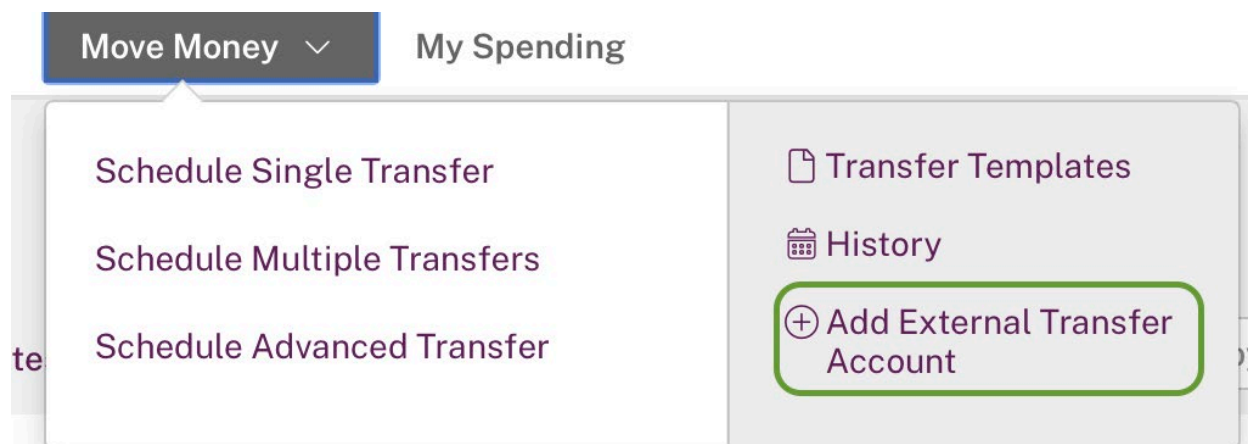 Move Money
My Spending
Schedule Single Transfer
Schedule Multiple Transfers
Schedule Advanced Transfer
Transfer Templates
History
Add External Transfer
Account
te